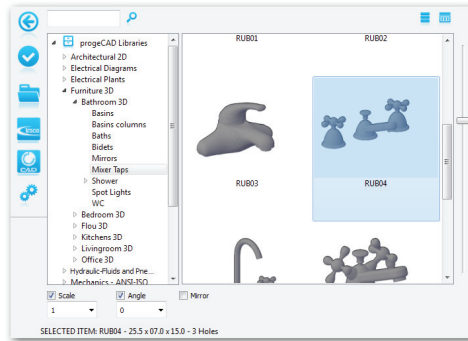 RUB01
RUB02
progeCAD Libraries
Architectural 2D
Electrical Diagrams
Electrical Plants
Furniture 3D
Bathroom 3D
Basins
Basins columns
Baths
Bidets
Mirrors
Mixer Taps
Shower
Spot Lights
WC
Bedroom 3D
Flou 3D
Kitchens 3D
Livingroom 3D
Office 3D
Hydraulic-Fluids and Pne...
Mechanics - ANSI-ISO
RUB03
RUB04
Scale
Angle
Mirror
1
0
SELECTED ITEM: RUB04 - 25.5 x 07.0 x 15.0 - 3 Holes